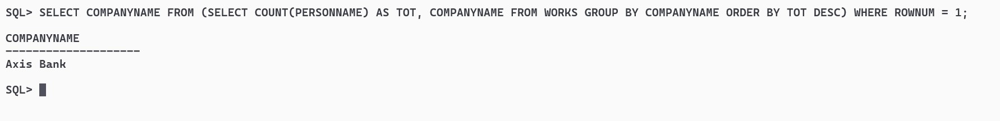 SQL> SELECT COMPANYNAME FROM (SELECT COUNT(PERSONNAME) AS TOT, COMPANYNAME FROM WORKS GROUP BY COMPANYNAME ORDER BY TOT DESC) WHERE ROWNUM = 1;
COMPANYNAME
--------------------
Axis Bank
SQL>